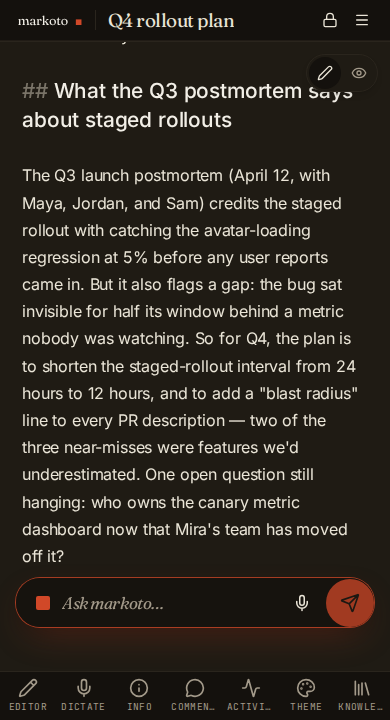 markoto
Q4 rollout plan
## What the Q3 postmortem says
about staged rollouts
The Q3 launch postmortem (April 12, with
Maya, Jordan, and Sam) credits the staged
rollout with catching the avatar-loading
regression at 5% before any user reports
came in. But it also flags a gap: the bug sat
invisible for half its window behind a metric
nobody was watching. So for Q4, the plan is
to shorten the staged-rollout interval from 24
hours to 12 hours, and to add a "blast radius"
line to every PR description — two of the
three near-misses were features we'd
underestimated. One open question still
hanging: who owns the canary metric
dashboard now that Mira's team has moved
off it?
Ask markoto...
EDITOR DICTATE INFO COMMEN… ACTIVI… THEME KNOWLE…